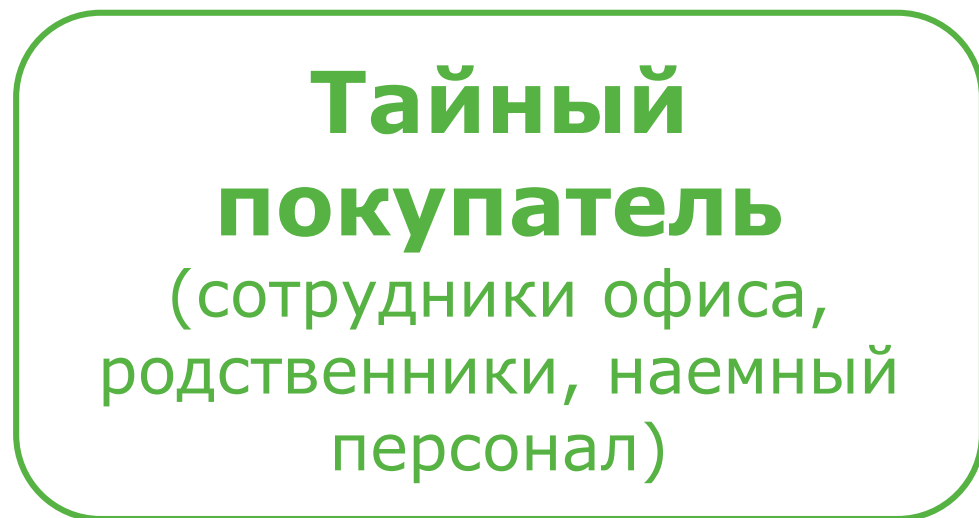 Тайный
покупатель
(сотрудники офиса,
родственники, наемный
персонал)